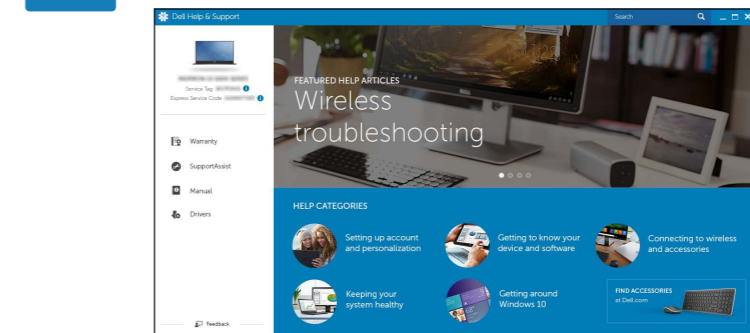 Dell Help & Support
Search
Service Tag
Express Service Code
Warranty
SupportAssist
Manual
Drivers
Feedback
FEATURED HELP ARTICLES
Wireless
troubleshooting
HELP CATEGORIES
Setting up account
and personalization
Getting to know your
device and software
Connecting to wireless
and accessories
Keeping your
system healthy
Getting around
Windows 10
FIND ACCESSORIES
at Dell.com